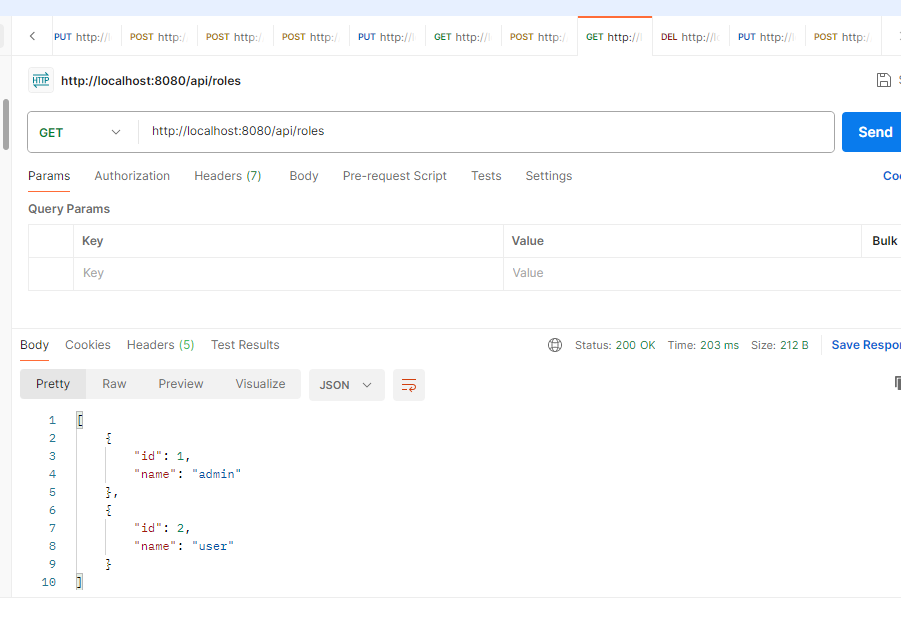 PUT http:// POST http:/ POST http:/ POST http:/ PUT http:// GET http:// POST http:/ GET http:// DEL http://l PUT http:// POST http:/
HTTP http://localhost:8080/api/roles
GET http://localhost:8080/api/roles Send
Params Authorization Headers (7) Body Pre-request Script Tests Settings Coo
Query Params
Key Value Bulk
Key Value
Body Cookies Headers (5) Test Results Status: 200 OK Time: 203 ms Size: 212 B Save Respon
Pretty Raw Preview Visualize JSON
1 [
2 {
3 "id": 1,
4 "name": "admin"
5 },
6 {
7 "id": 2,
8 "name": "user"
9 }
10 ]